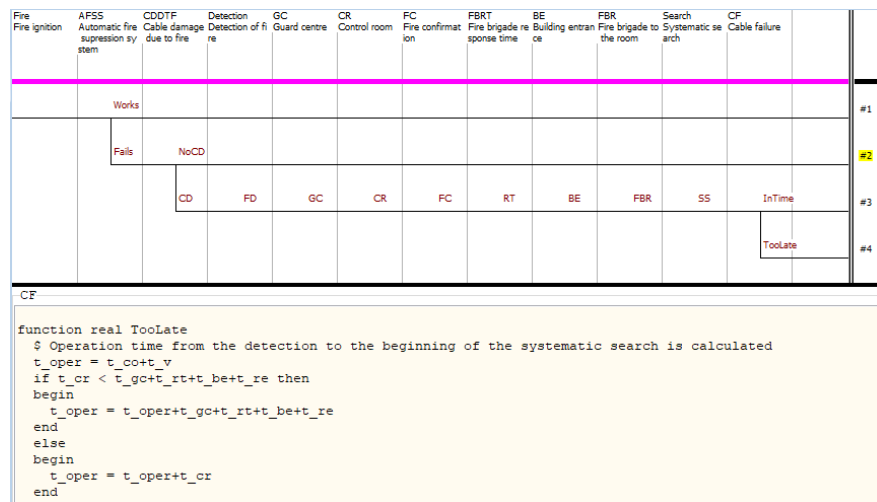 Fire AFSS CDDTF Detection GC CR FC FBRT BE FBR Search CF
Fire ignition Automatic fire Cable damage Detection of fi Guard centre Control room Fire confirmat Fire brigade re Building entran Fire brigade to Systematic se Cable failure
supression sy due to fire re ion sponse time ce the room arch
stem
Works #1
Fails NoCD #2
CD FD GC CR FC RT BE FBR SS InTime #3
TooLate #4
CF
function real TooLate
$ Operation time from the detection to the beginning of the systematic search is calculated
t_oper = t_co+t_v
if t_cr < t_gc+t_rt+t_be+t_re then
begin
t_oper = t_oper+t_gc+t_rt+t_be+t_re
end
else
begin
t_oper = t_oper+t_cr
end